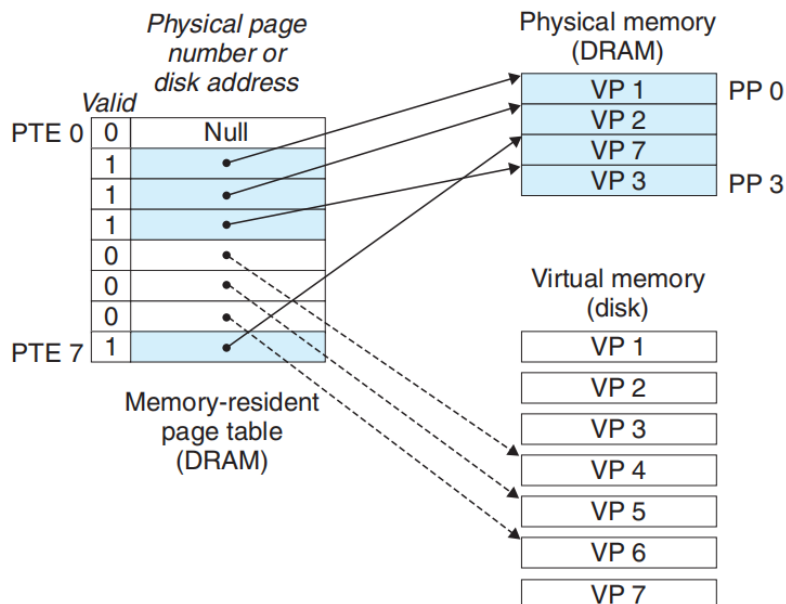 Physical page
number or
disk address
Valid
PTE 0
0
Null
1
1
1
0
0
0
PTE 7
1
Memory-resident
page table
(DRAM)
Physical memory
(DRAM)
VP 1
PP 0
VP 2
VP 7
VP 3
PP 3
Virtual memory
(disk)
VP 1
VP 2
VP 3
VP 4
VP 5
VP 6
VP 7